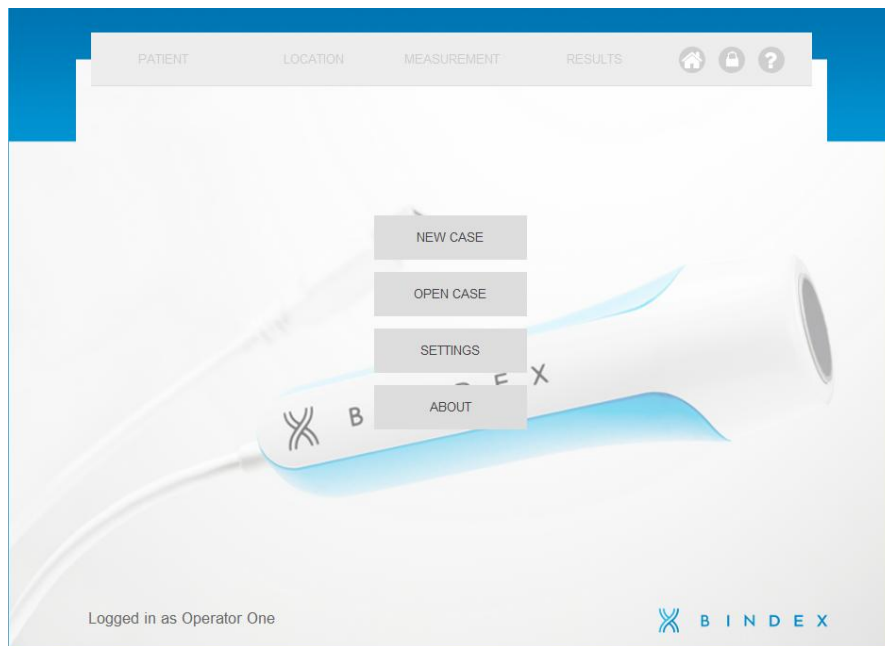 PATIENT LOCATION MEASUREMENT RESULTS ?
NEW CASE
OPEN CASE
SETTINGS
ABOUT
B E X
Logged in as Operator One
BINDEX